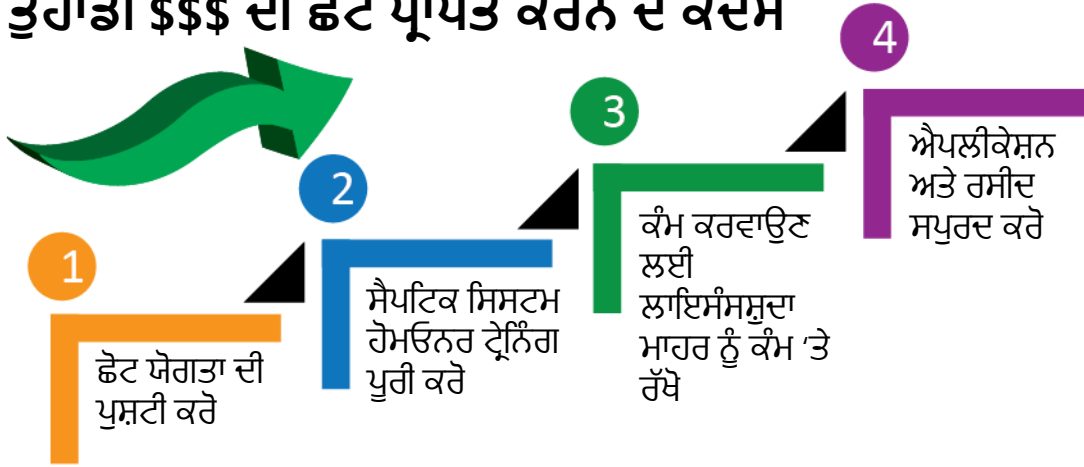 ਤੁਹਾਡੀ $$$ ਦੀ ਛੋਟ ਪ੍ਰਾਪਤ ਕਰਨ ਦੇ ਕਦਮ
1
ਛੋਟ ਯੋਗਤਾ ਦੀ
ਪੁਸ਼ਟੀ ਕਰੋ
2
ਸੈਪਟਿਕ ਸਿਸਟਮ
ਹੋਮਓਨਰ ਟ੍ਰੇਨਿੰਗ
ਪੂਰੀ ਕਰੋ
3
ਕੰਮ ਕਰਵਾਉਣ
ਲਈ
ਲਾਇਸੰਸਸ਼ੁਦਾ
ਮਾਹਰ ਨੂੰ ਕੰਮ ‘ਤੇ
ਰੱਖੋ
4
ਐਪਲੀਕੇਸ਼ਨ
ਅਤੇ ਰਸੀਦ
ਸਪੁਰਦ ਕਰੋ